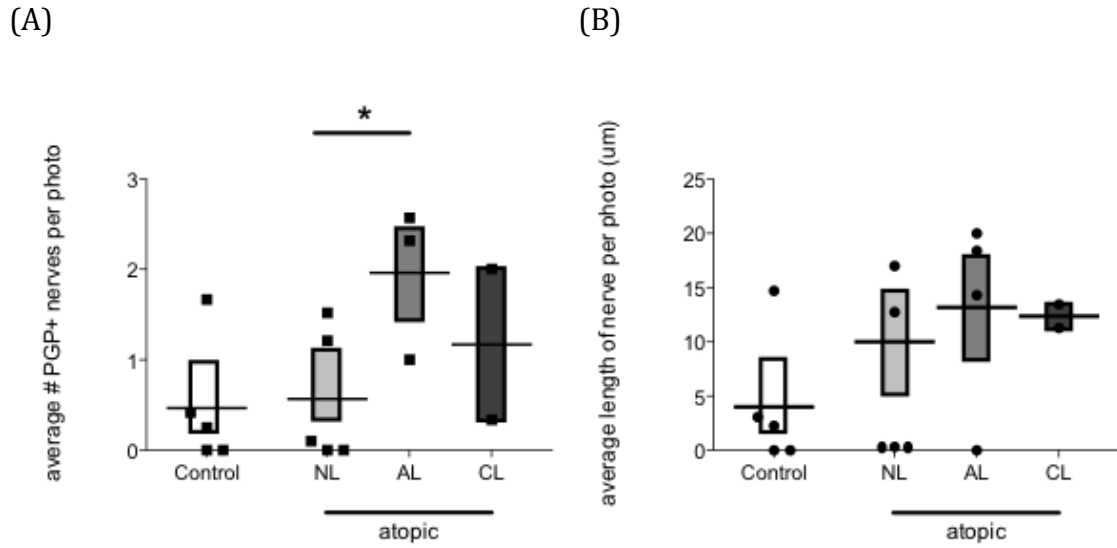 (A)
average # PGP+ nerves per photo
*
3
2
1
0
Control
NL
AL
CL
atopic
(B)
average length of nerve per photo (um)
25
20
15
10
5
0
Control
NL
AL
CL
atopic